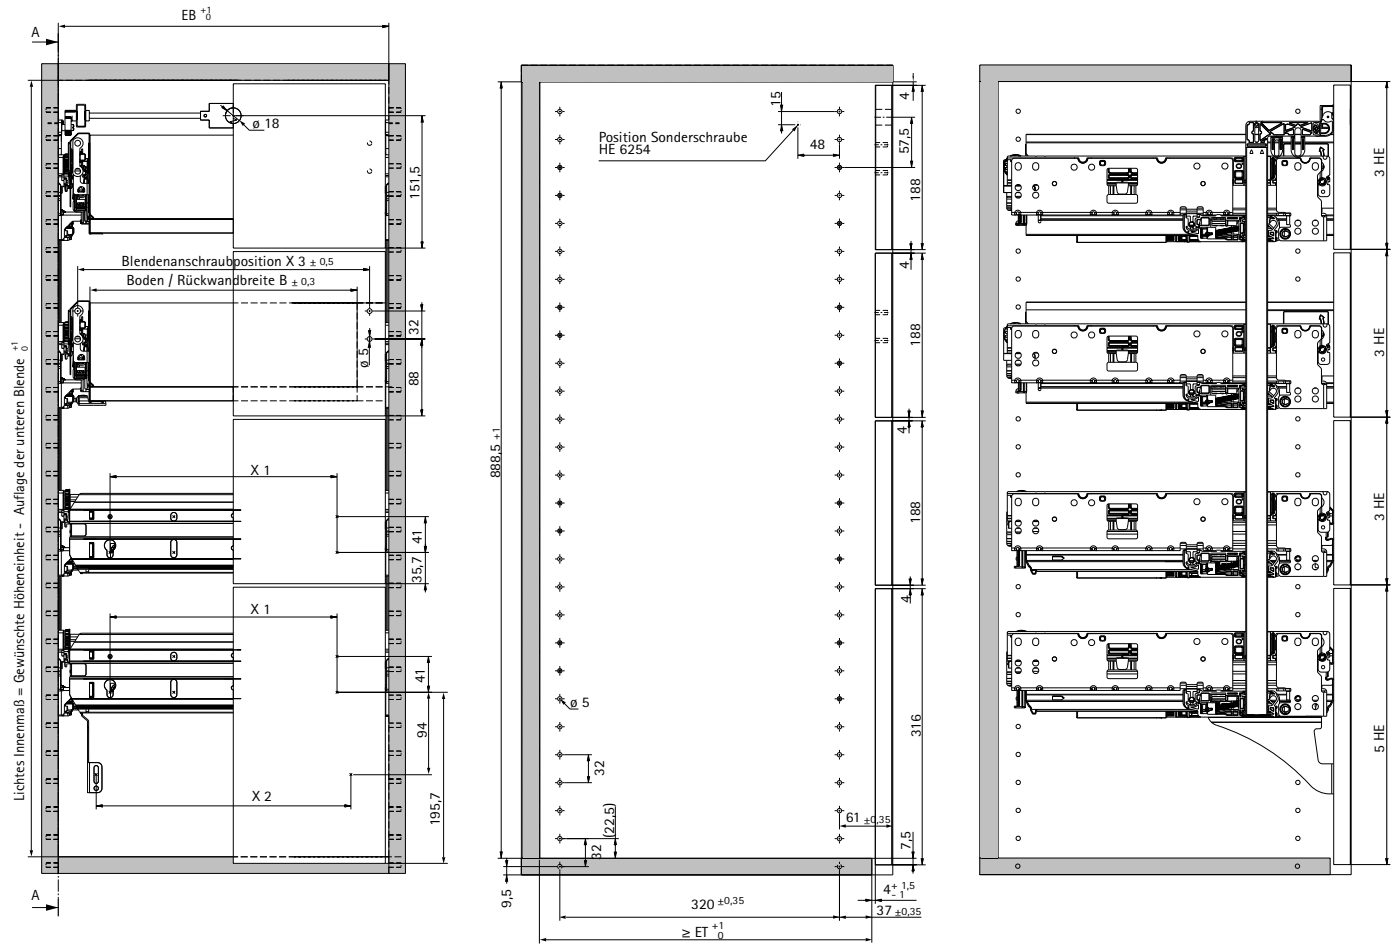 EB +1 0
A
ø 18
151,5
Blendenanschraubposition X 3 ± 0,5
Boden / Rückwandbreite B ± 0,3
32
ø 5
88
X 1
41
35,7
X 1
41
94
X 2
195,7
Lichtes Innenmaß = Gewünschte Höheneinheit - Auflage der unteren Blende +1 0
A
15
Position Sonderschraube
HE 6254
48
4
57,5
188
4
188
888,5 +1
4
188
4
ø 5
316
32
(22,5)
32
61 ±0,35
7,5
9,5
320 ±0,35
4 + 1,5 - 1
37 ±0,35
≥ ET +1 0
3 HE
3 HE
3 HE
5 HE